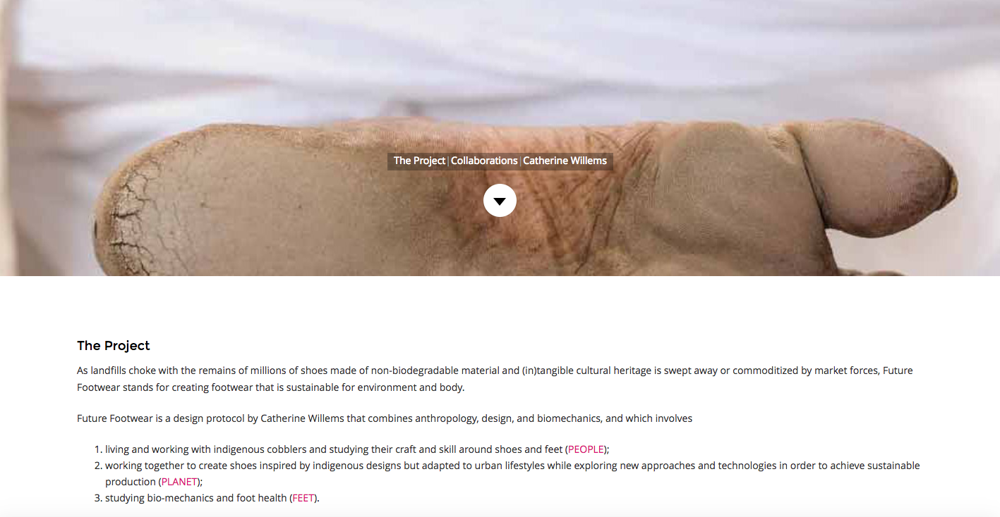 The Project | Collaborations | Catherine Willems
The Project
As landfills choke with the remains of millions of shoes made of non-biodegradable material and (in)tangible cultural heritage is swept away or commoditized by market forces, Future
Footwear stands for creating footwear that is sustainable for environment and body.
Future Footwear is a design protocol by Catherine Willems that combines anthropology, design, and biomechanics, and which involves
1. living and working with indigenous cobblers and studying their craft and skill around shoes and feet (PEOPLE);
2. working together to create shoes inspired by indigenous designs but adapted to urban lifestyles while exploring new approaches and technologies in order to achieve sustainable
production (PLANET);
3. studying bio-mechanics and foot health (FEET).